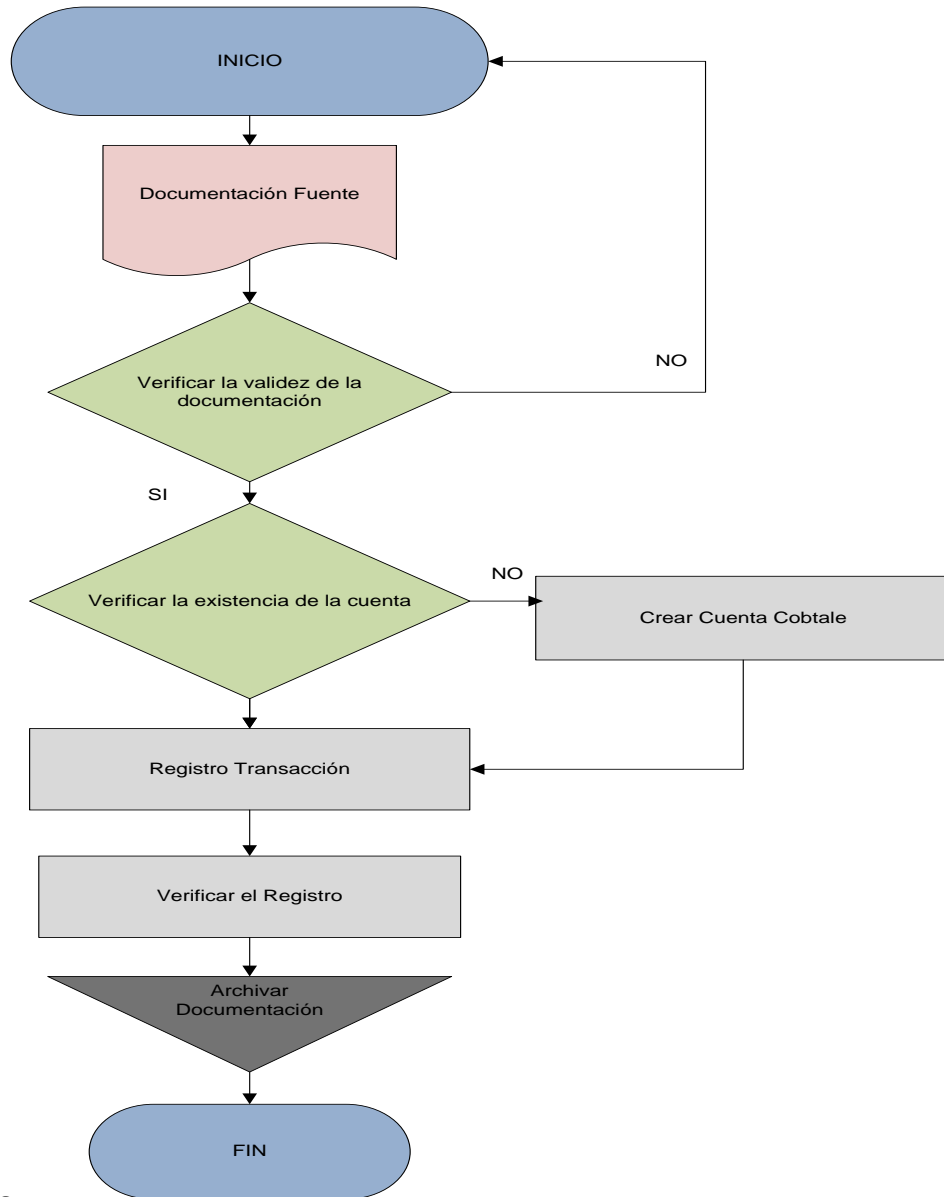 INICIO
Documentación Fuente
NO
Verificar la validez de la
documentación
SI
NO
Verificar la existencia de la cuenta
Crear Cuenta Cobtale
Registro Transacción
Verificar el Registro
Archivar
Documentación
FIN